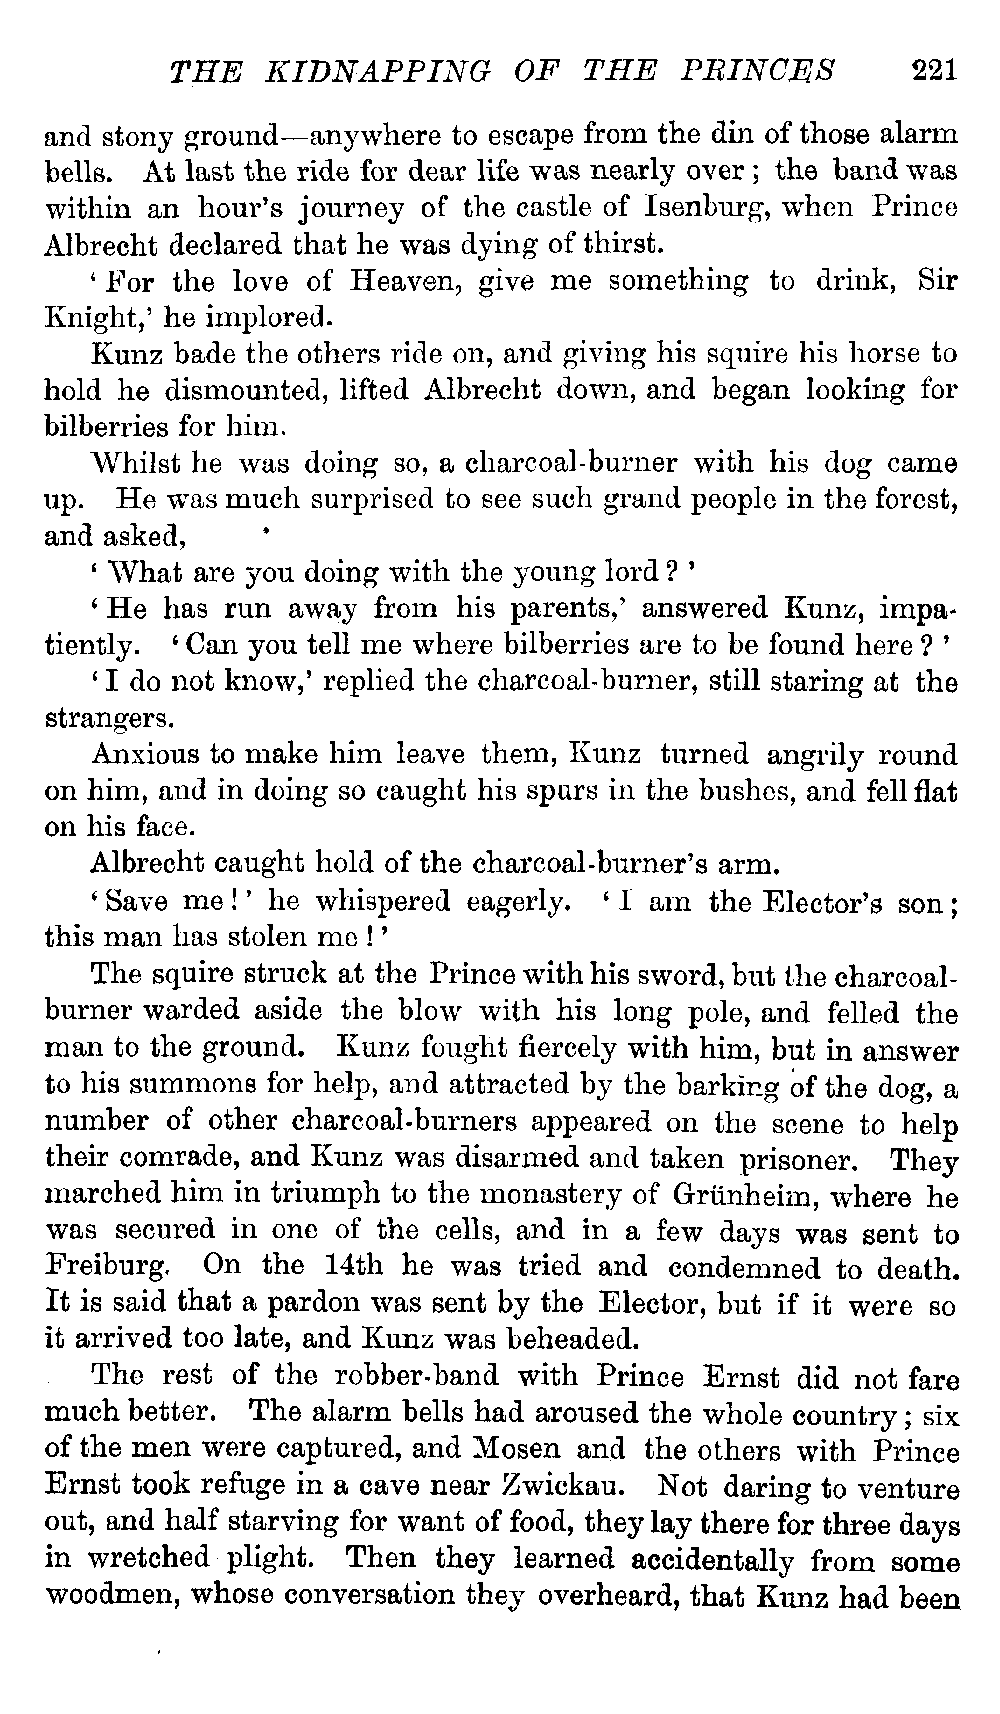 THE KIDNAPPING OF THE PRINCES 221
and stony ground—anywhere to escape from the din of those alarm
bells. At last the ride for dear life was nearly over; the band was
within an hour's journey of the castle of Isenburg, when Prince
Albrecht declared that he was dying of thirst.
‘For the love of Heaven, give me something to drink, Sir
Knight,’ he implored.
Kunz bade the others ride on, and giving his squire his horse to
hold he dismounted, lifted Albrecht down, and began looking for
bilberries for him.
Whilst he was doing so, a charcoal-burner with his dog came
up. He was much surprised to see such grand people in the forest,
and asked,
‘What are you doing with the young lord?’
‘He has run away from his parents,’ answered Kunz, impa-
tiently. ‘Can you tell me where bilberries are to be found here?’
‘I do not know,’ replied the charcoal-burner, still staring at the
strangers.
Anxious to make him leave them, Kunz turned angrily round
on him, and in doing so caught his spurs in the bushes, and fell flat
on his face.
Albrecht caught hold of the charcoal-burner's arm.
‘Save me!’ he whispered eagerly. ‘I am the Elector's son;
this man has stolen me!’
The squire struck at the Prince with his sword, but the charcoal-
burner warded aside the blow with his long pole, and felled the
man to the ground. Kunz fought fiercely with him, but in answer
to his summons for help, and attracted by the barking of the dog, a
number of other charcoal-burners appeared on the scene to help
their comrade, and Kunz was disarmed and taken prisoner. They
marched him in triumph to the monastery of Grünheim, where he
was secured in one of the cells, and in a few days was sent to
Freiburg. On the 14th he was tried and condemned to death.
It is said that a pardon was sent by the Elector, but if it were so
it arrived too late, and Kunz was beheaded.
The rest of the robber-band with Prince Ernst did not fare
much better. The alarm bells had aroused the whole country; six
of the men were captured, and Mosen and the others with Prince
Ernst took refuge in a cave near Zwickau. Not daring to venture
out, and half starving for want of food, they lay there for three days
in wretched plight. Then they learned accidentally from some
woodmen, whose conversation they overheard, that Kunz had been